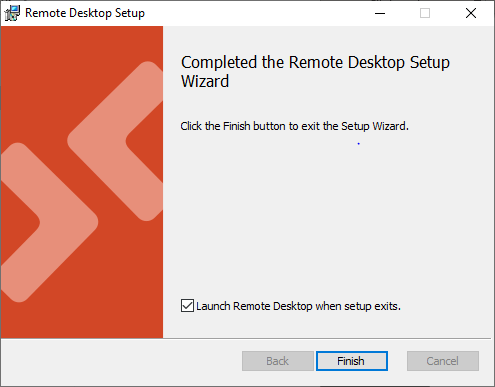 Remote Desktop Setup
Completed the Remote Desktop Setup
Wizard
Click the Finish button to exit the Setup Wizard.
Launch Remote Desktop when setup exits.
Back
Finish
Cancel